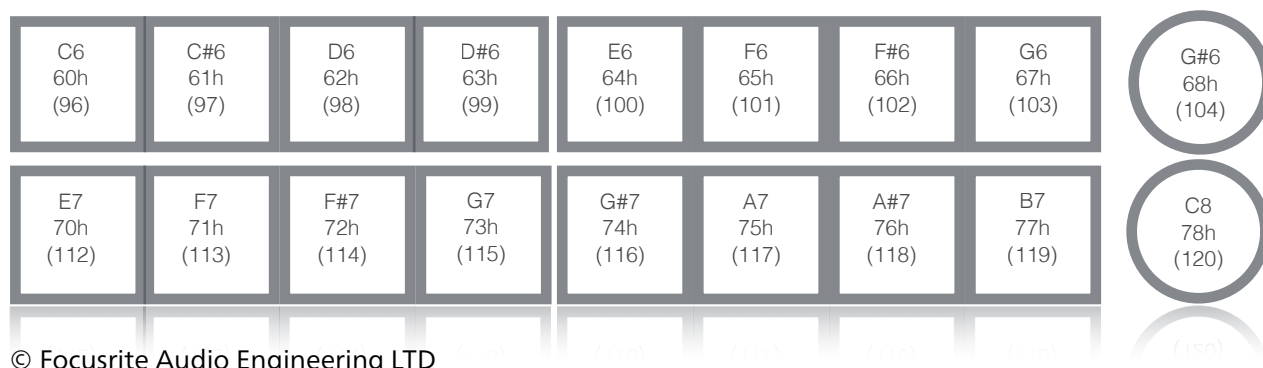 C6 C#6 D6 D#6 E6 F6 F#6 G6 G#6
60h 61h 62h 63h 64h 65h 66h 67h 68h
(96) (97) (98) (99) (100) (101) (102) (103) (104)
E7 F7 F#7 G7 G#7 A7 A#7 B7 C8
70h 71h 72h 73h 74h 75h 76h 77h 78h
(112) (113) (114) (115) (116) (117) (118) (119) (120)
© Focusrite Audio Engineering LTD